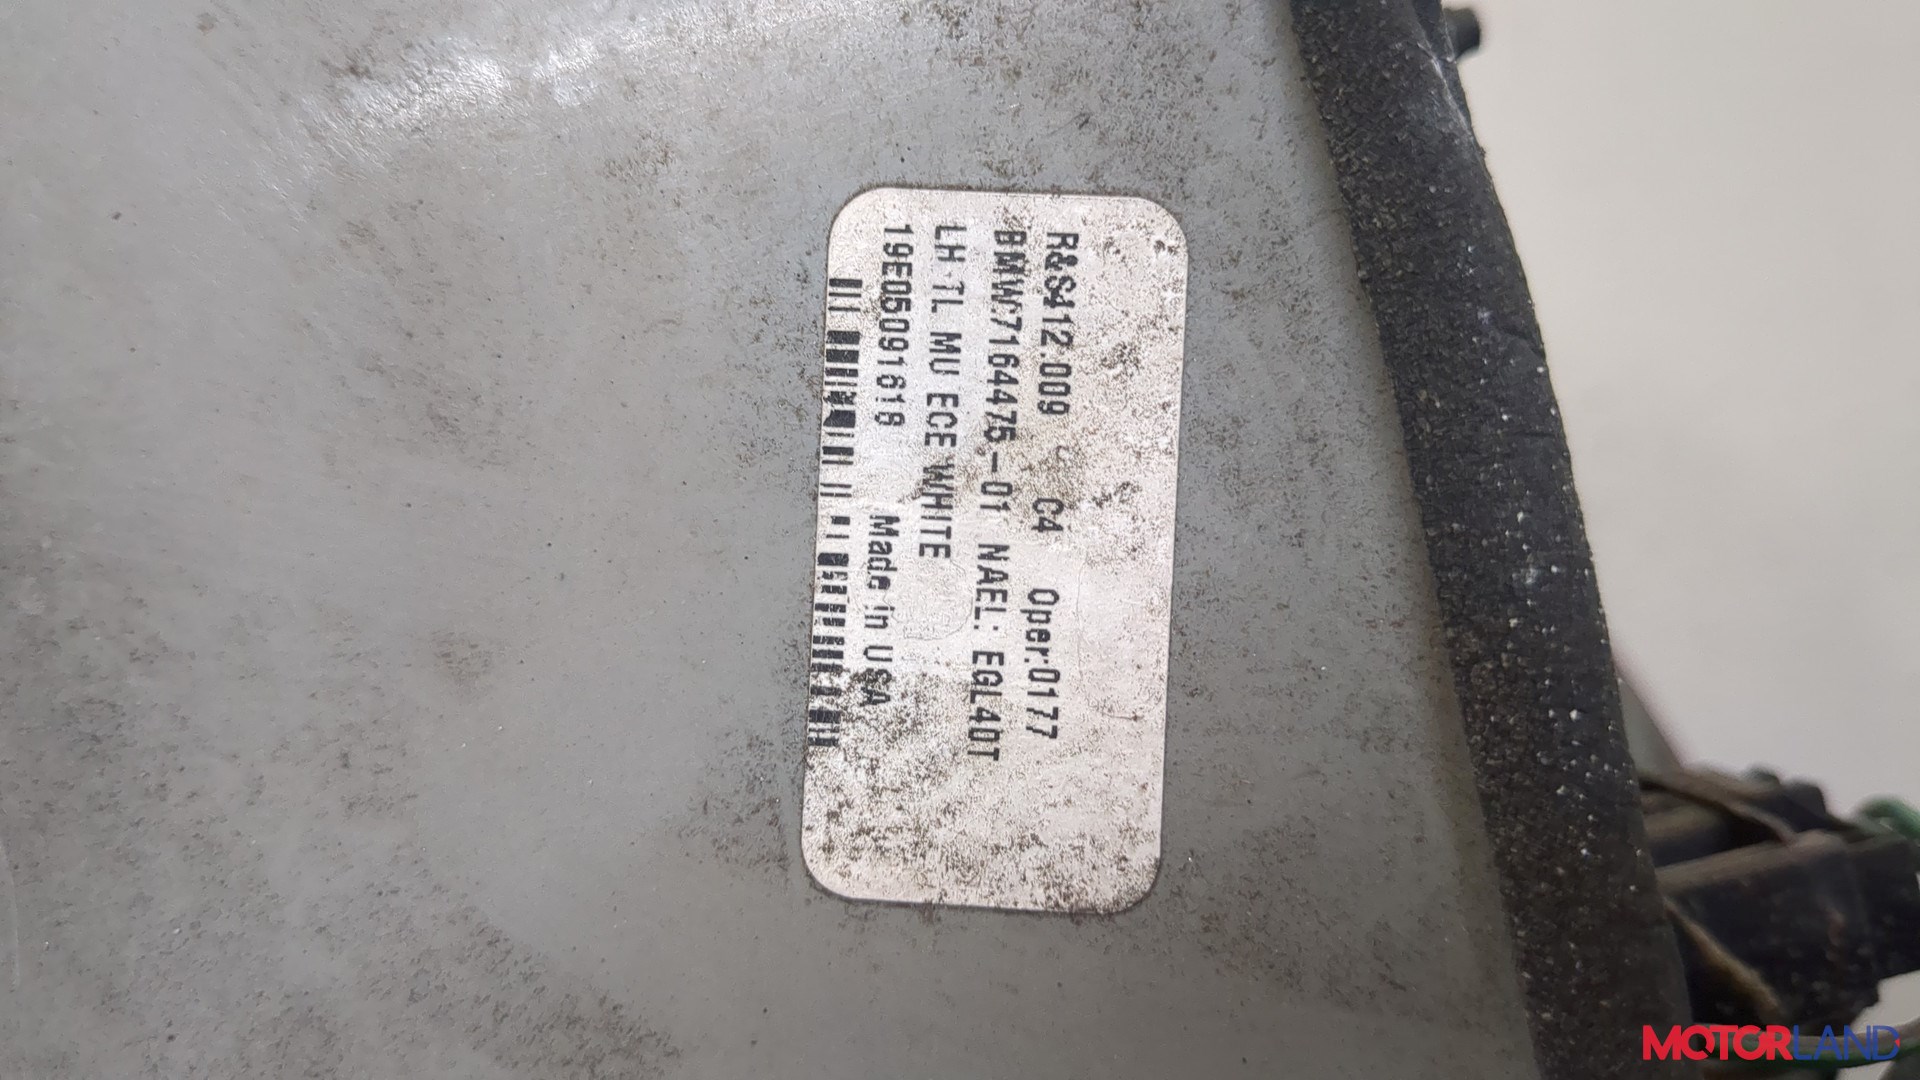 R&S412.009 C4 Oper:0177
BMW7164475-01 NAEL: EGL40T
LH TL MU ECE WHITE
19E05091618 Made in USA
MOTORLAND